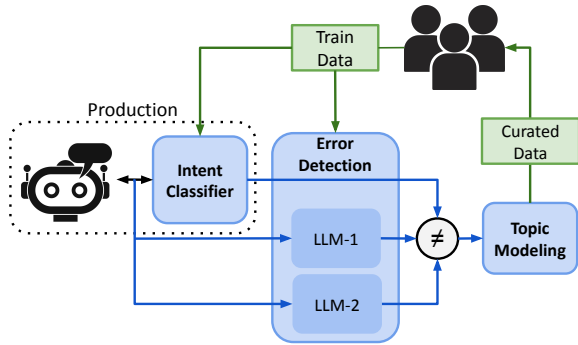 Train
Data
Production
Curated
Data
Error
Detection
Intent
Classifier
LLM-1
≠
Topic
Modeling
LLM-2